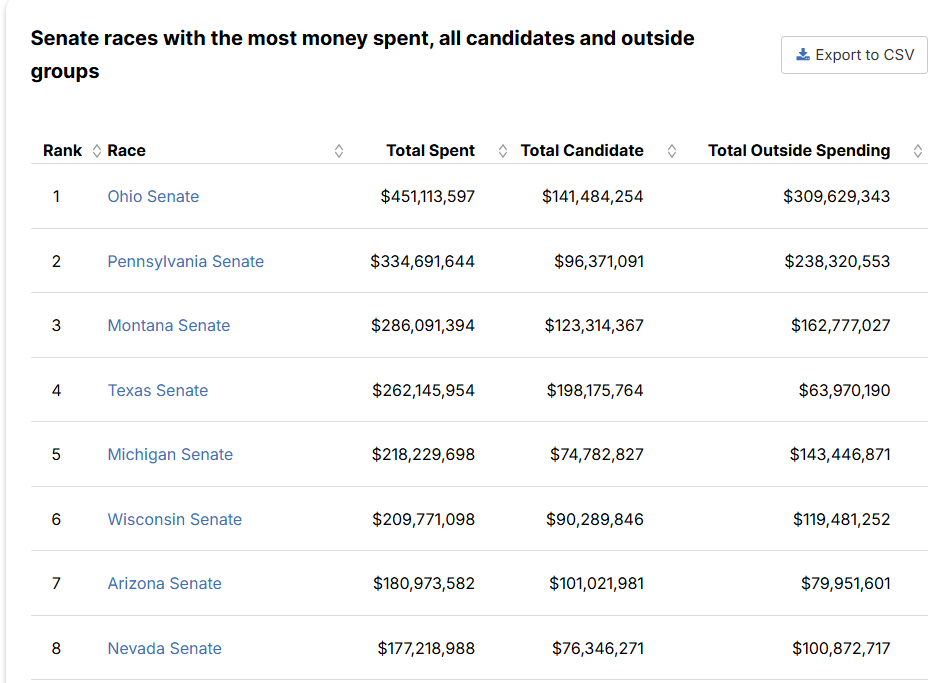 Senate races with the most money spent, all candidates and outside
groups
Export to CSV
Rank Race Total Spent Total Candidate Total Outside Spending
1 Ohio Senate $451,113,597 $141,484,254 $309,629,343
2 Pennsylvania Senate $334,691,644 $96,371,091 $238,320,553
3 Montana Senate $286,091,394 $123,314,367 $162,777,027
4 Texas Senate $262,145,954 $198,175,764 $63,970,190
5 Michigan Senate $218,229,698 $74,782,827 $143,446,871
6 Wisconsin Senate $209,771,098 $90,289,846 $119,481,252
7 Arizona Senate $180,973,582 $101,021,981 $79,951,601
8 Nevada Senate $177,218,988 $76,346,271 $100,872,717